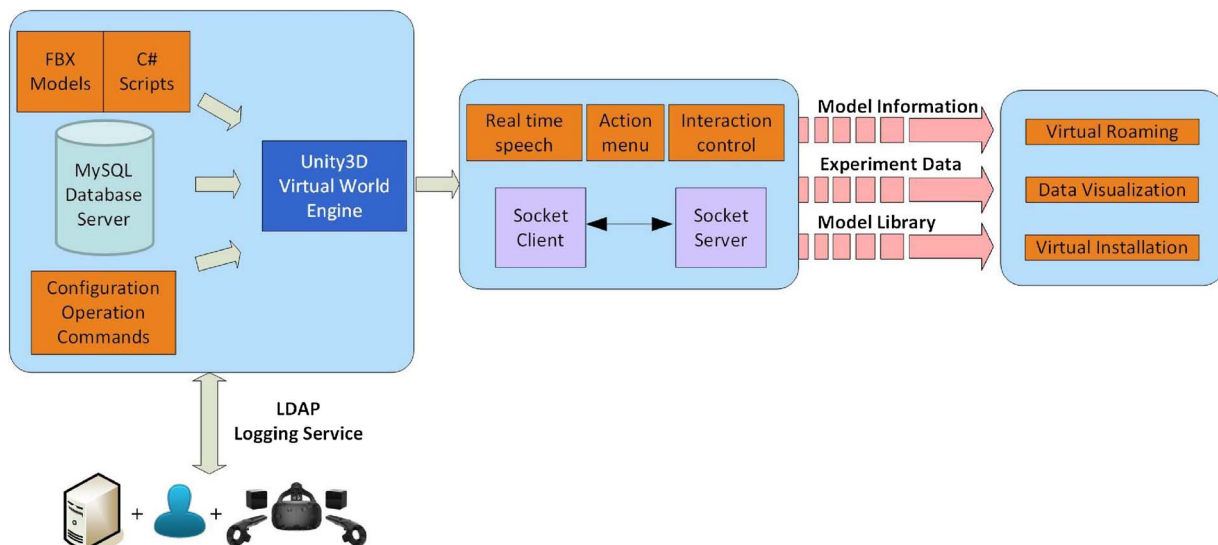 FBX
Models
C#
Scripts
MySQL
Database
Server
Configuration
Operation
Commands
Unity3D
Virtual World
Engine
LDAP
Logging Service
+
+
Real time
speech
Action
menu
Interaction
control
Socket
Client
Socket
Server
Model Information
Experiment Data
Model Library
Virtual Roaming
Data Visualization
Virtual Installation